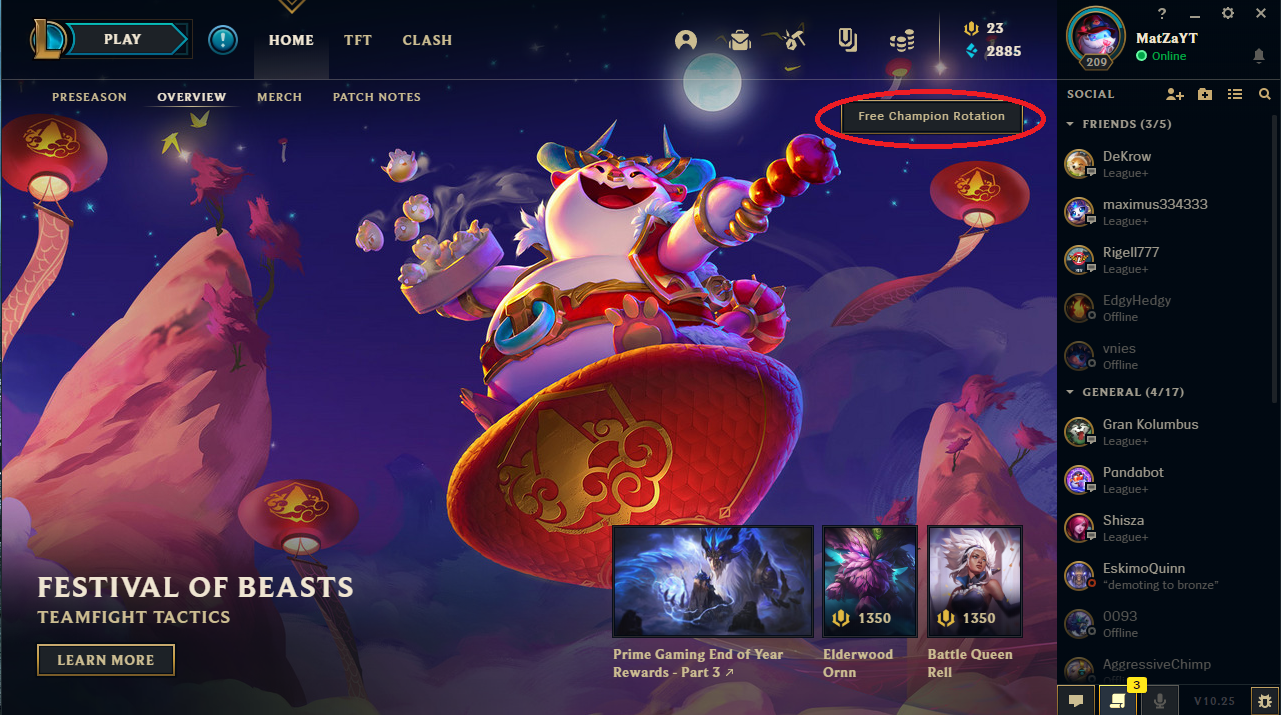 PLAY
HOME
TFT
CLASH
23
2885
?
209
MatZaYT
Online
PRESEASON
OVERVIEW
MERCH
PATCH NOTES
Free Champion Rotation
FESTIVAL OF BEASTS
TEAMFIGHT TACTICS
LEARN MORE
Prime Gaming End of Year
Rewards - Part 3 ↗
1350
Elderwood
Ornn
1350
Battle Queen
Rell
SOCIAL
FRIENDS (3/5)
DeKrow
League+
maximus334333
League+
Rigell777
League+
EdgyHedgy
Offline
vnies
Offline
GENERAL (4/17)
Gran Kolumbus
League+
Pandabot
League+
Shisza
League+
EskimoQuinn
"demoting to bronze"
0093
Offline
AggressiveChimp
3
V10.25